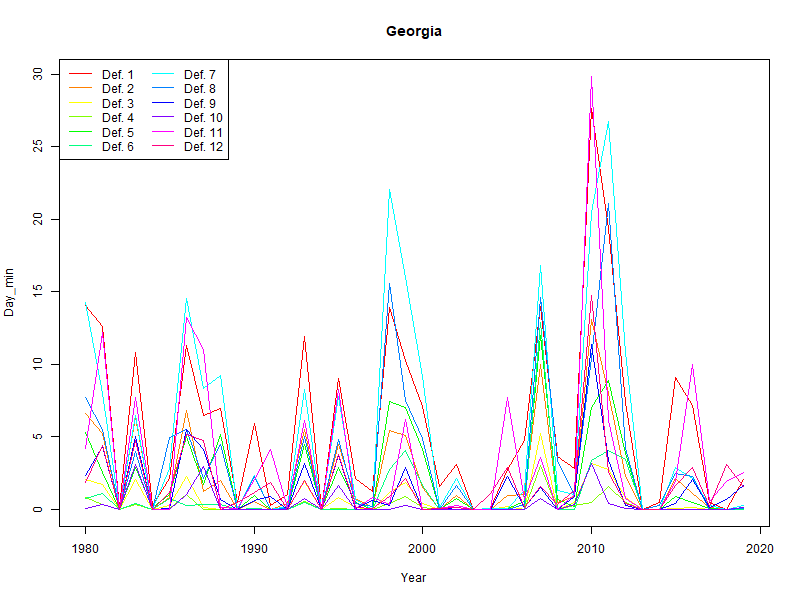 Georgia
Def. 1
Def. 2
Def. 3
Def. 4
Def. 5
Def. 6
Def. 7
Def. 8
Def. 9
Def. 10
Def. 11
Def. 12
30
25
20
15
10
5
0
Day_min
1980 1990 2000 2010 2020
Year